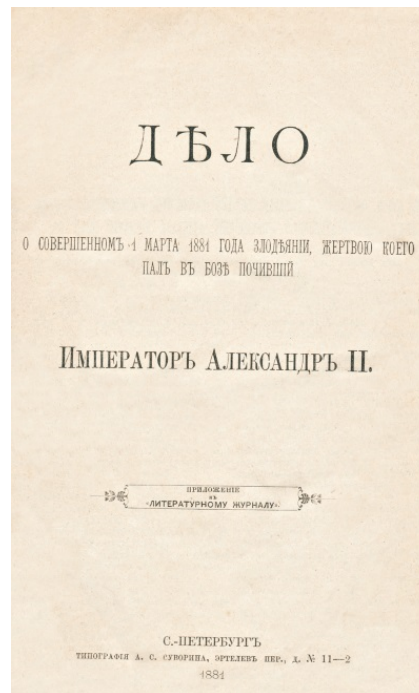 ДѢЛО
О СОВЕРШЕННОМЪ 1 МАРТА 1881 ГОДА ЗЛОДѢЯНІИ, ЖЕРТВОЮ КОЕГО
ПАЛЪ ВЪ БОЗѢ ПОЧИВШІЙ
ИМПЕРАТОРЪ АЛЕКСАНДРЪ II.
ПРИЛОЖЕНІЕ
КЪ
«ЛИТЕРАТУРНОМУ ЖУРНАЛУ»
С.-ПЕТЕРБУРГЪ
ТИПОГРАФІЯ А. С. СУВОРИНА, ЭРТЕЛЕВЪ ПЕР., Д. № 11—2
1881